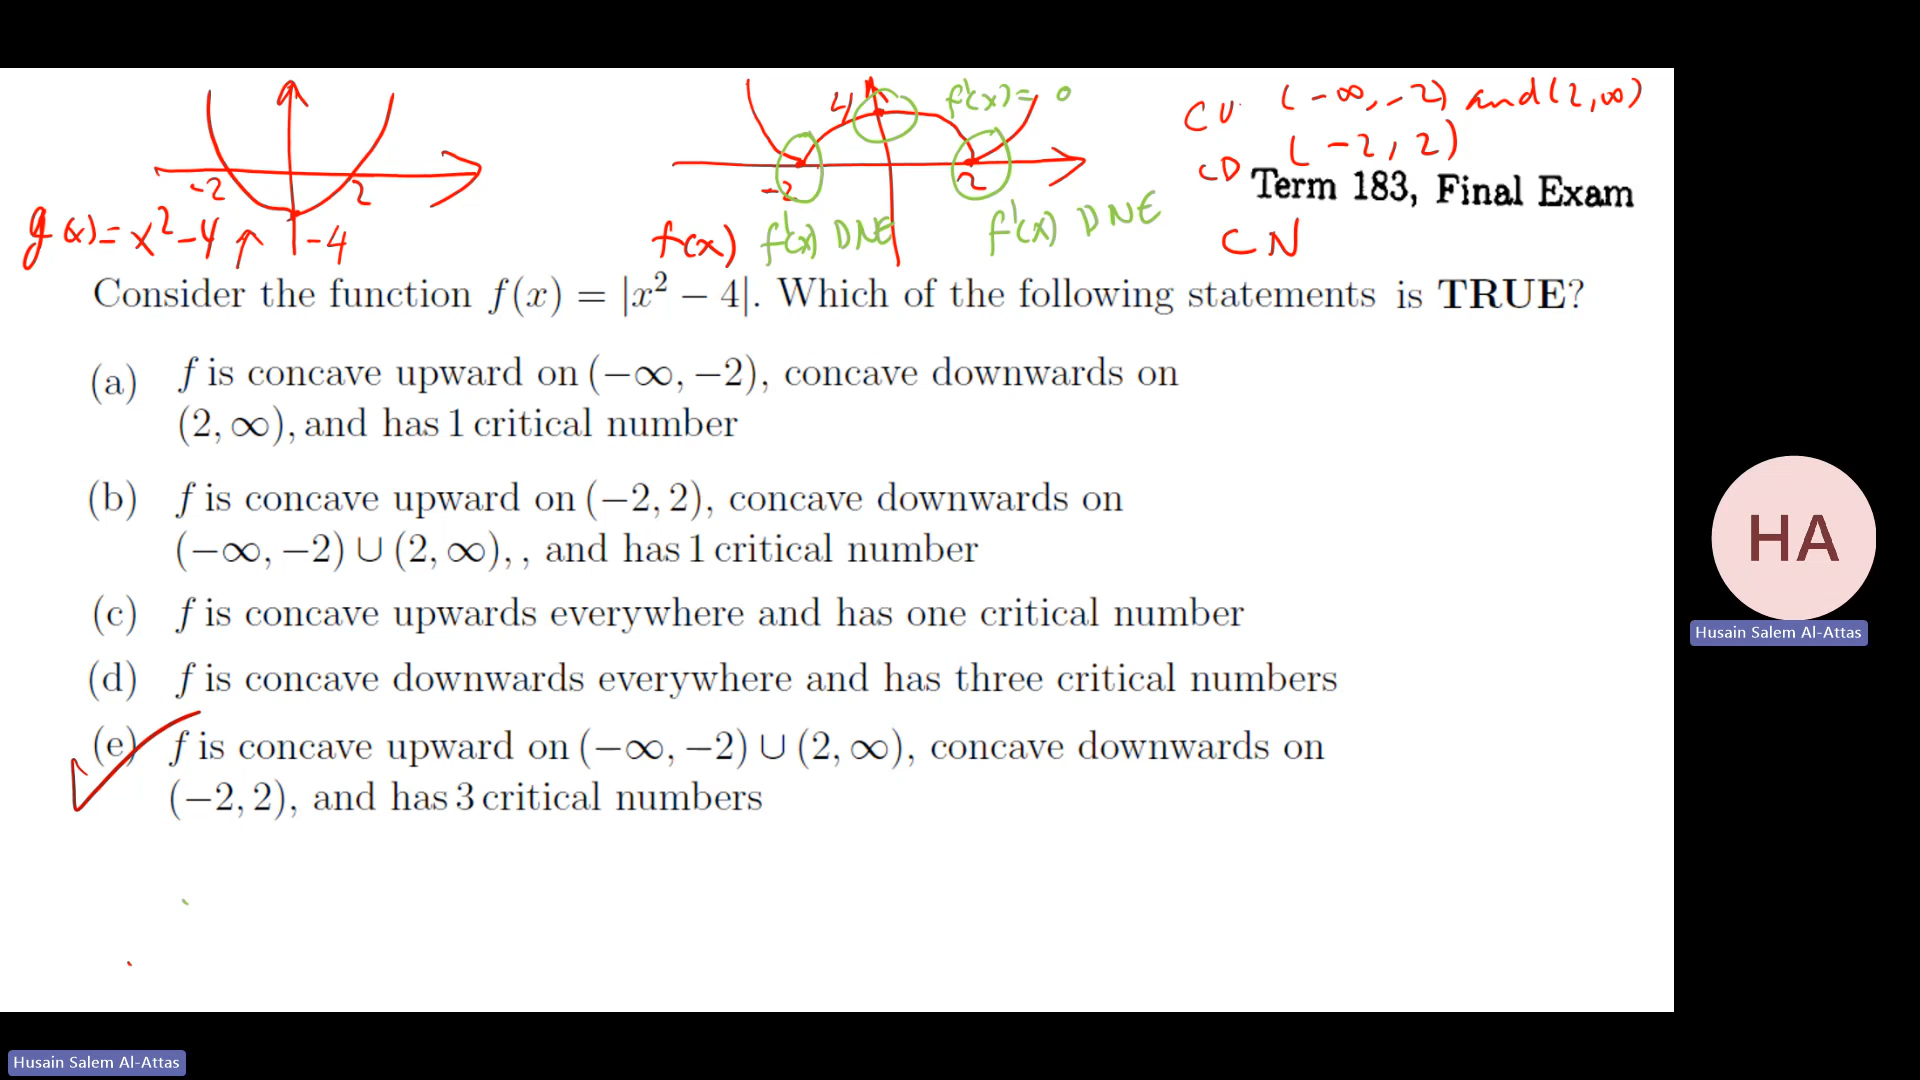 -2
2
-4
g(x)= x²-4 ↑
4
f'(x)= 0
-2
2
f(x)
f'(x) DNE
f'(x) DNE
CU (-∞,-2) and (2,∞)
CD (-2, 2)
Term 183, Final Exam
CN
Consider the function f(x) = |x² − 4|. Which of the following statements is TRUE?
(a) f is concave upward on (−∞, −2), concave downwards on
(2, ∞), and has 1 critical number
(b) f is concave upward on (−2, 2), concave downwards on
(−∞, −2) ∪ (2, ∞), , and has 1 critical number
(c) f is concave upwards everywhere and has one critical number
(d) f is concave downwards everywhere and has three critical numbers
(e) f is concave upward on (−∞, −2) ∪ (2, ∞), concave downwards on
(−2, 2), and has 3 critical numbers
HA
Husain Salem Al-Attas
Husain Salem Al-Attas